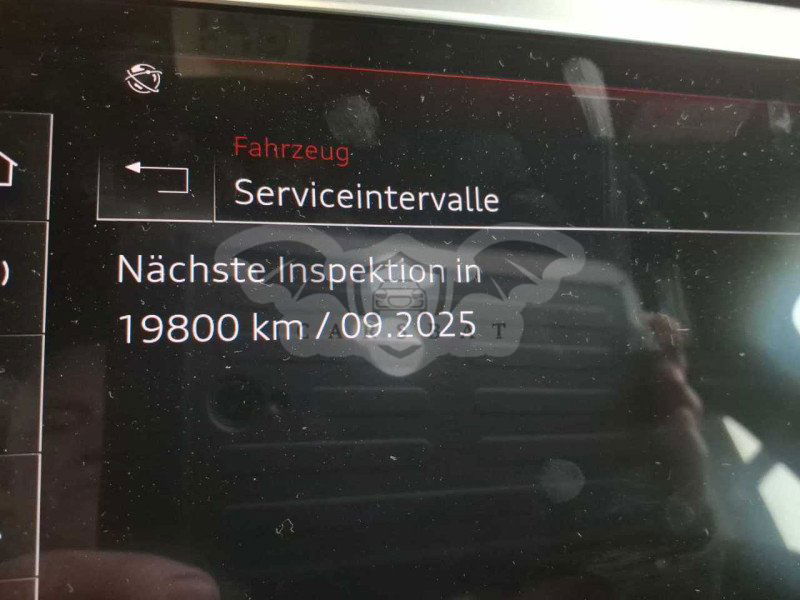 Fahrzeug
Serviceintervalle
Nächste Inspektion in
19800 km / 09.2025